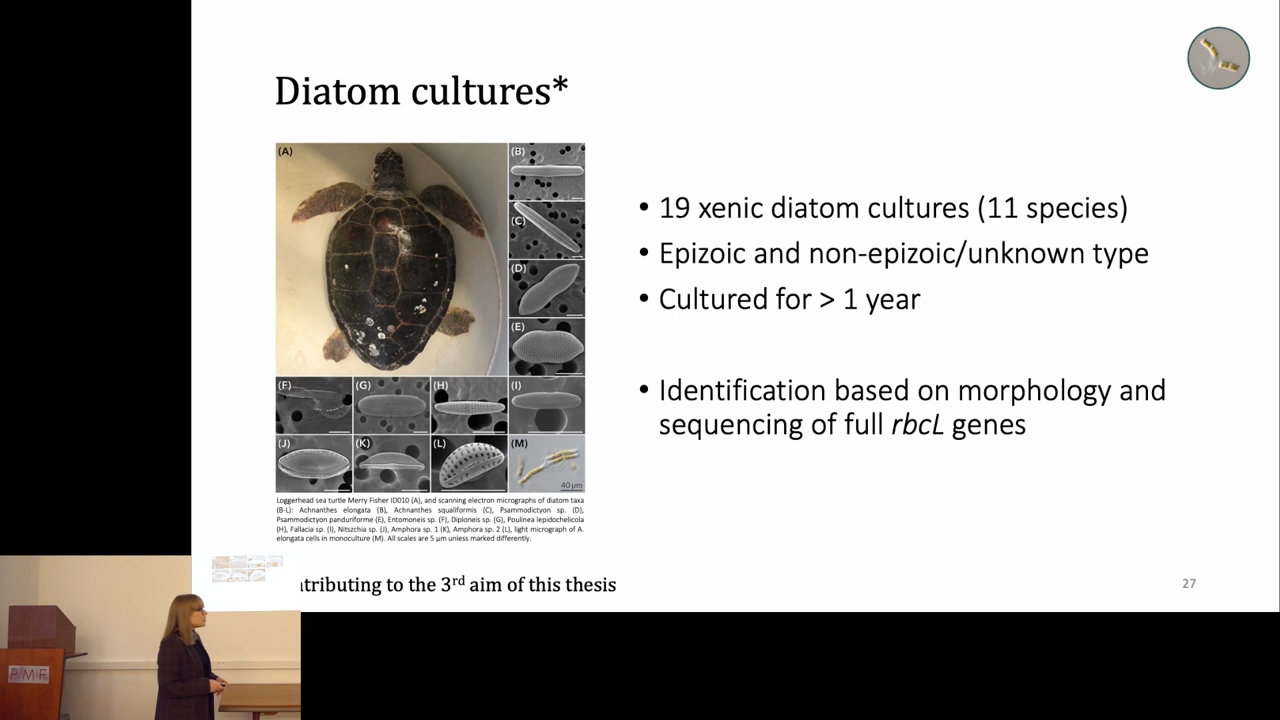 Diatom cultures*
(A)
(B)
(C)
(D)
(E)
(F)
(G)
(H)
(I)
(J)
(K)
(L)
(M)
40 µm
Loggerhead sea turtle Merry Fisher ID010 (A), and scanning electron micrographs of diatom taxa
(B-L): Achnanthes elongata (B), Achnanthes squaliformis (C), Psammodictyon sp. (D),
Psammodictyon panduriforme (E), Entomoneis sp. (F), Diploneis sp. (G), Poulinea lepidochelicola
(H), Fallacia sp. (I), Nitszchia sp. (J), Amphora sp. 1 (K), Amphora sp. 2 (L), light micrograph of A.
elongata cells in monoculture (M). All scales are 5 µm unless marked differently.
• 19 xenic diatom cultures (11 species)
• Epizoic and non-epizoic/unknown type
• Cultured for > 1 year
• Identification based on morphology and
sequencing of full rbcL genes
ntributing to the 3rd aim of this thesis
27
PMF